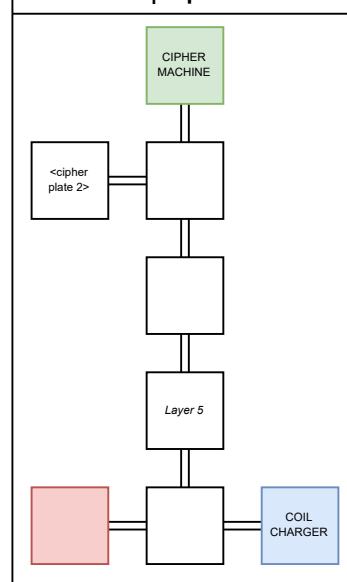 CIPHER
MACHINE
<cipher
plate 2>
Layer 5
COIL
CHARGER